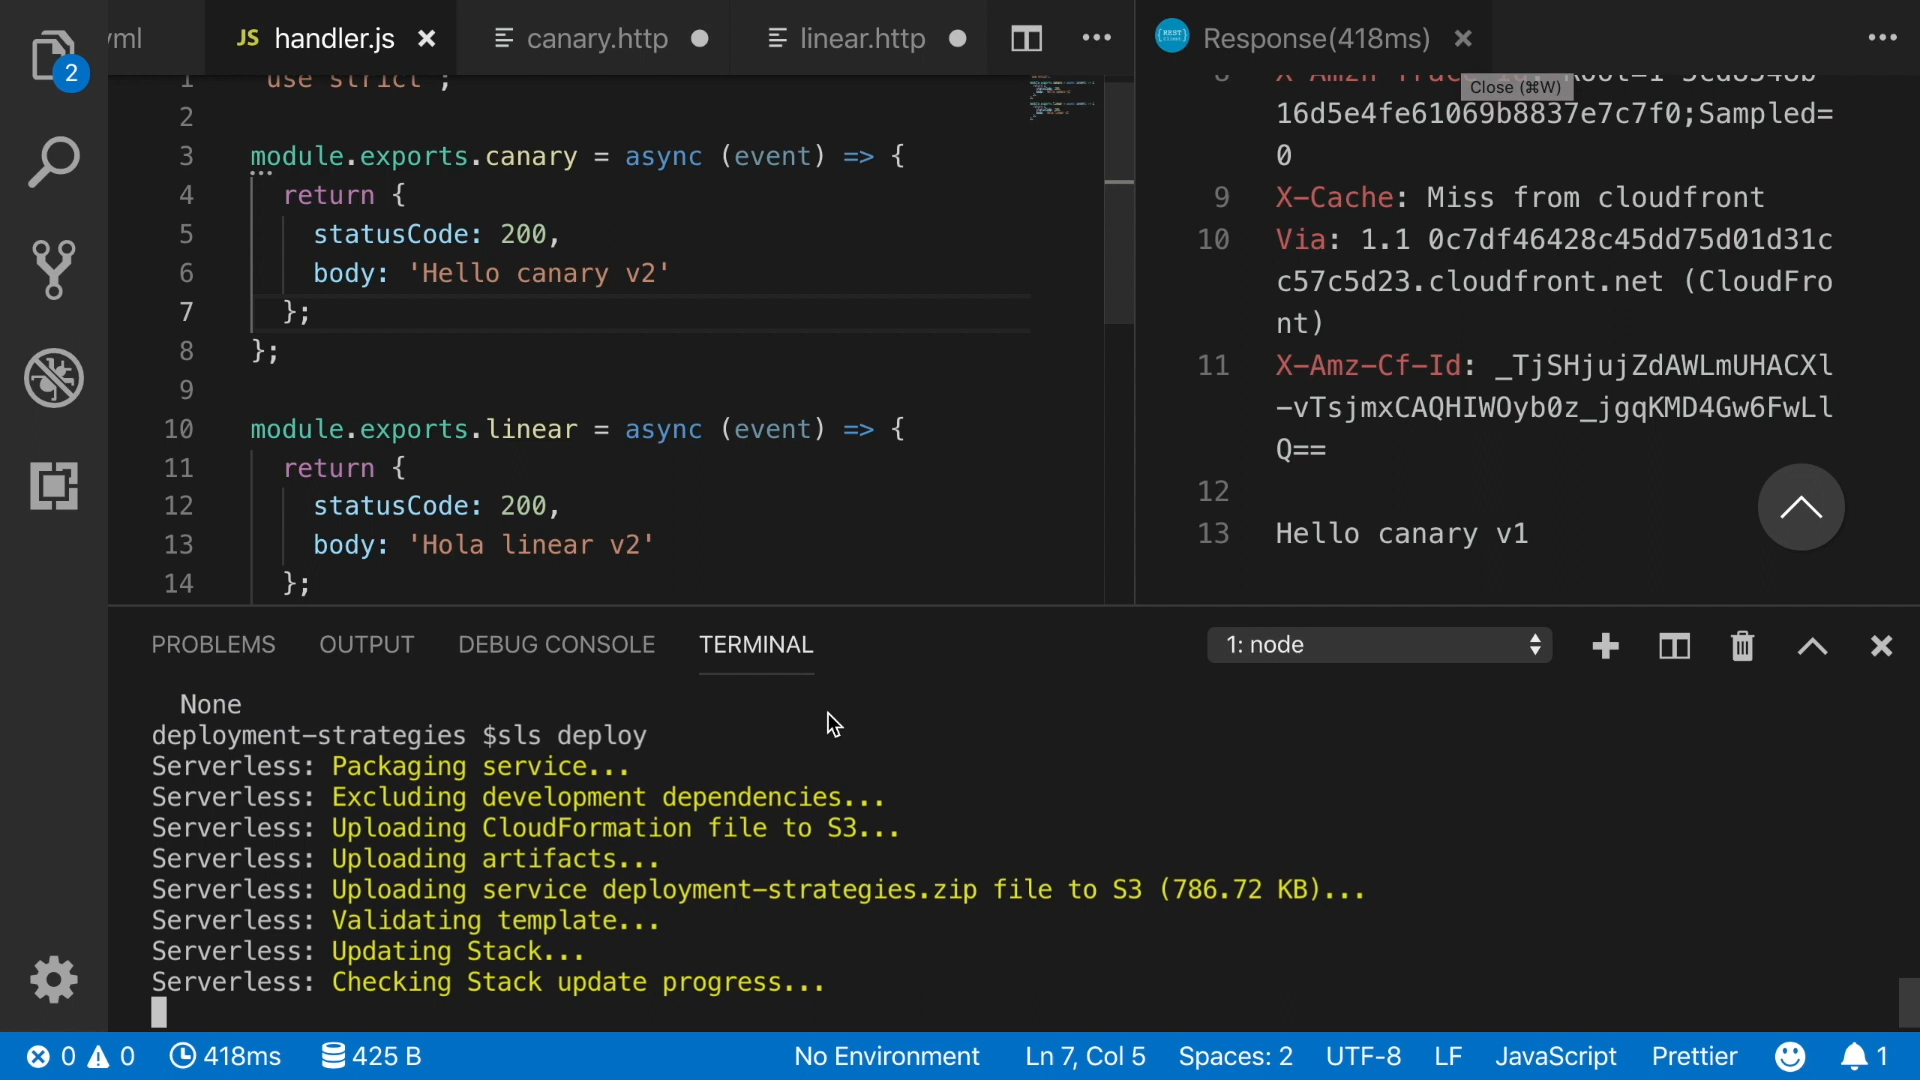 yml
JS handler.js
canary.http
linear.http
Response(418ms)
Close (⌘W)
1 'use strict';
2
3 module.exports.canary = async (event) => {
4 return {
5 statusCode: 200,
6 body: 'Hello canary v2'
7 };
8 };
9
10 module.exports.linear = async (event) => {
11 return {
12 statusCode: 200,
13 body: 'Hola linear v2'
14 };
16d5e4fe61069b8837e7c7f0;Sampled=
0
9 X-Cache: Miss from cloudfront
10 Via: 1.1 0c7df46428c45dd75d01d31c
c57c5d23.cloudfront.net (CloudFro
nt)
11 X-Amz-Cf-Id: _TjSHjujZdAWLmUHACXl
-vTsjmxCAQHIWOyb0z_jgqKMD4Gw6FwLl
Q==
12
13 Hello canary v1
2
PROBLEMS OUTPUT DEBUG CONSOLE TERMINAL
1: node
None
deployment-strategies $sls deploy
Serverless: Packaging service...
Serverless: Excluding development dependencies...
Serverless: Uploading CloudFormation file to S3...
Serverless: Uploading artifacts...
Serverless: Uploading service deployment-strategies.zip file to S3 (786.72 KB)...
Serverless: Validating template...
Serverless: Updating Stack...
Serverless: Checking Stack update progress...
0 0 418ms 425 B No Environment Ln 7, Col 5 Spaces: 2 UTF-8 LF JavaScript Prettier 1